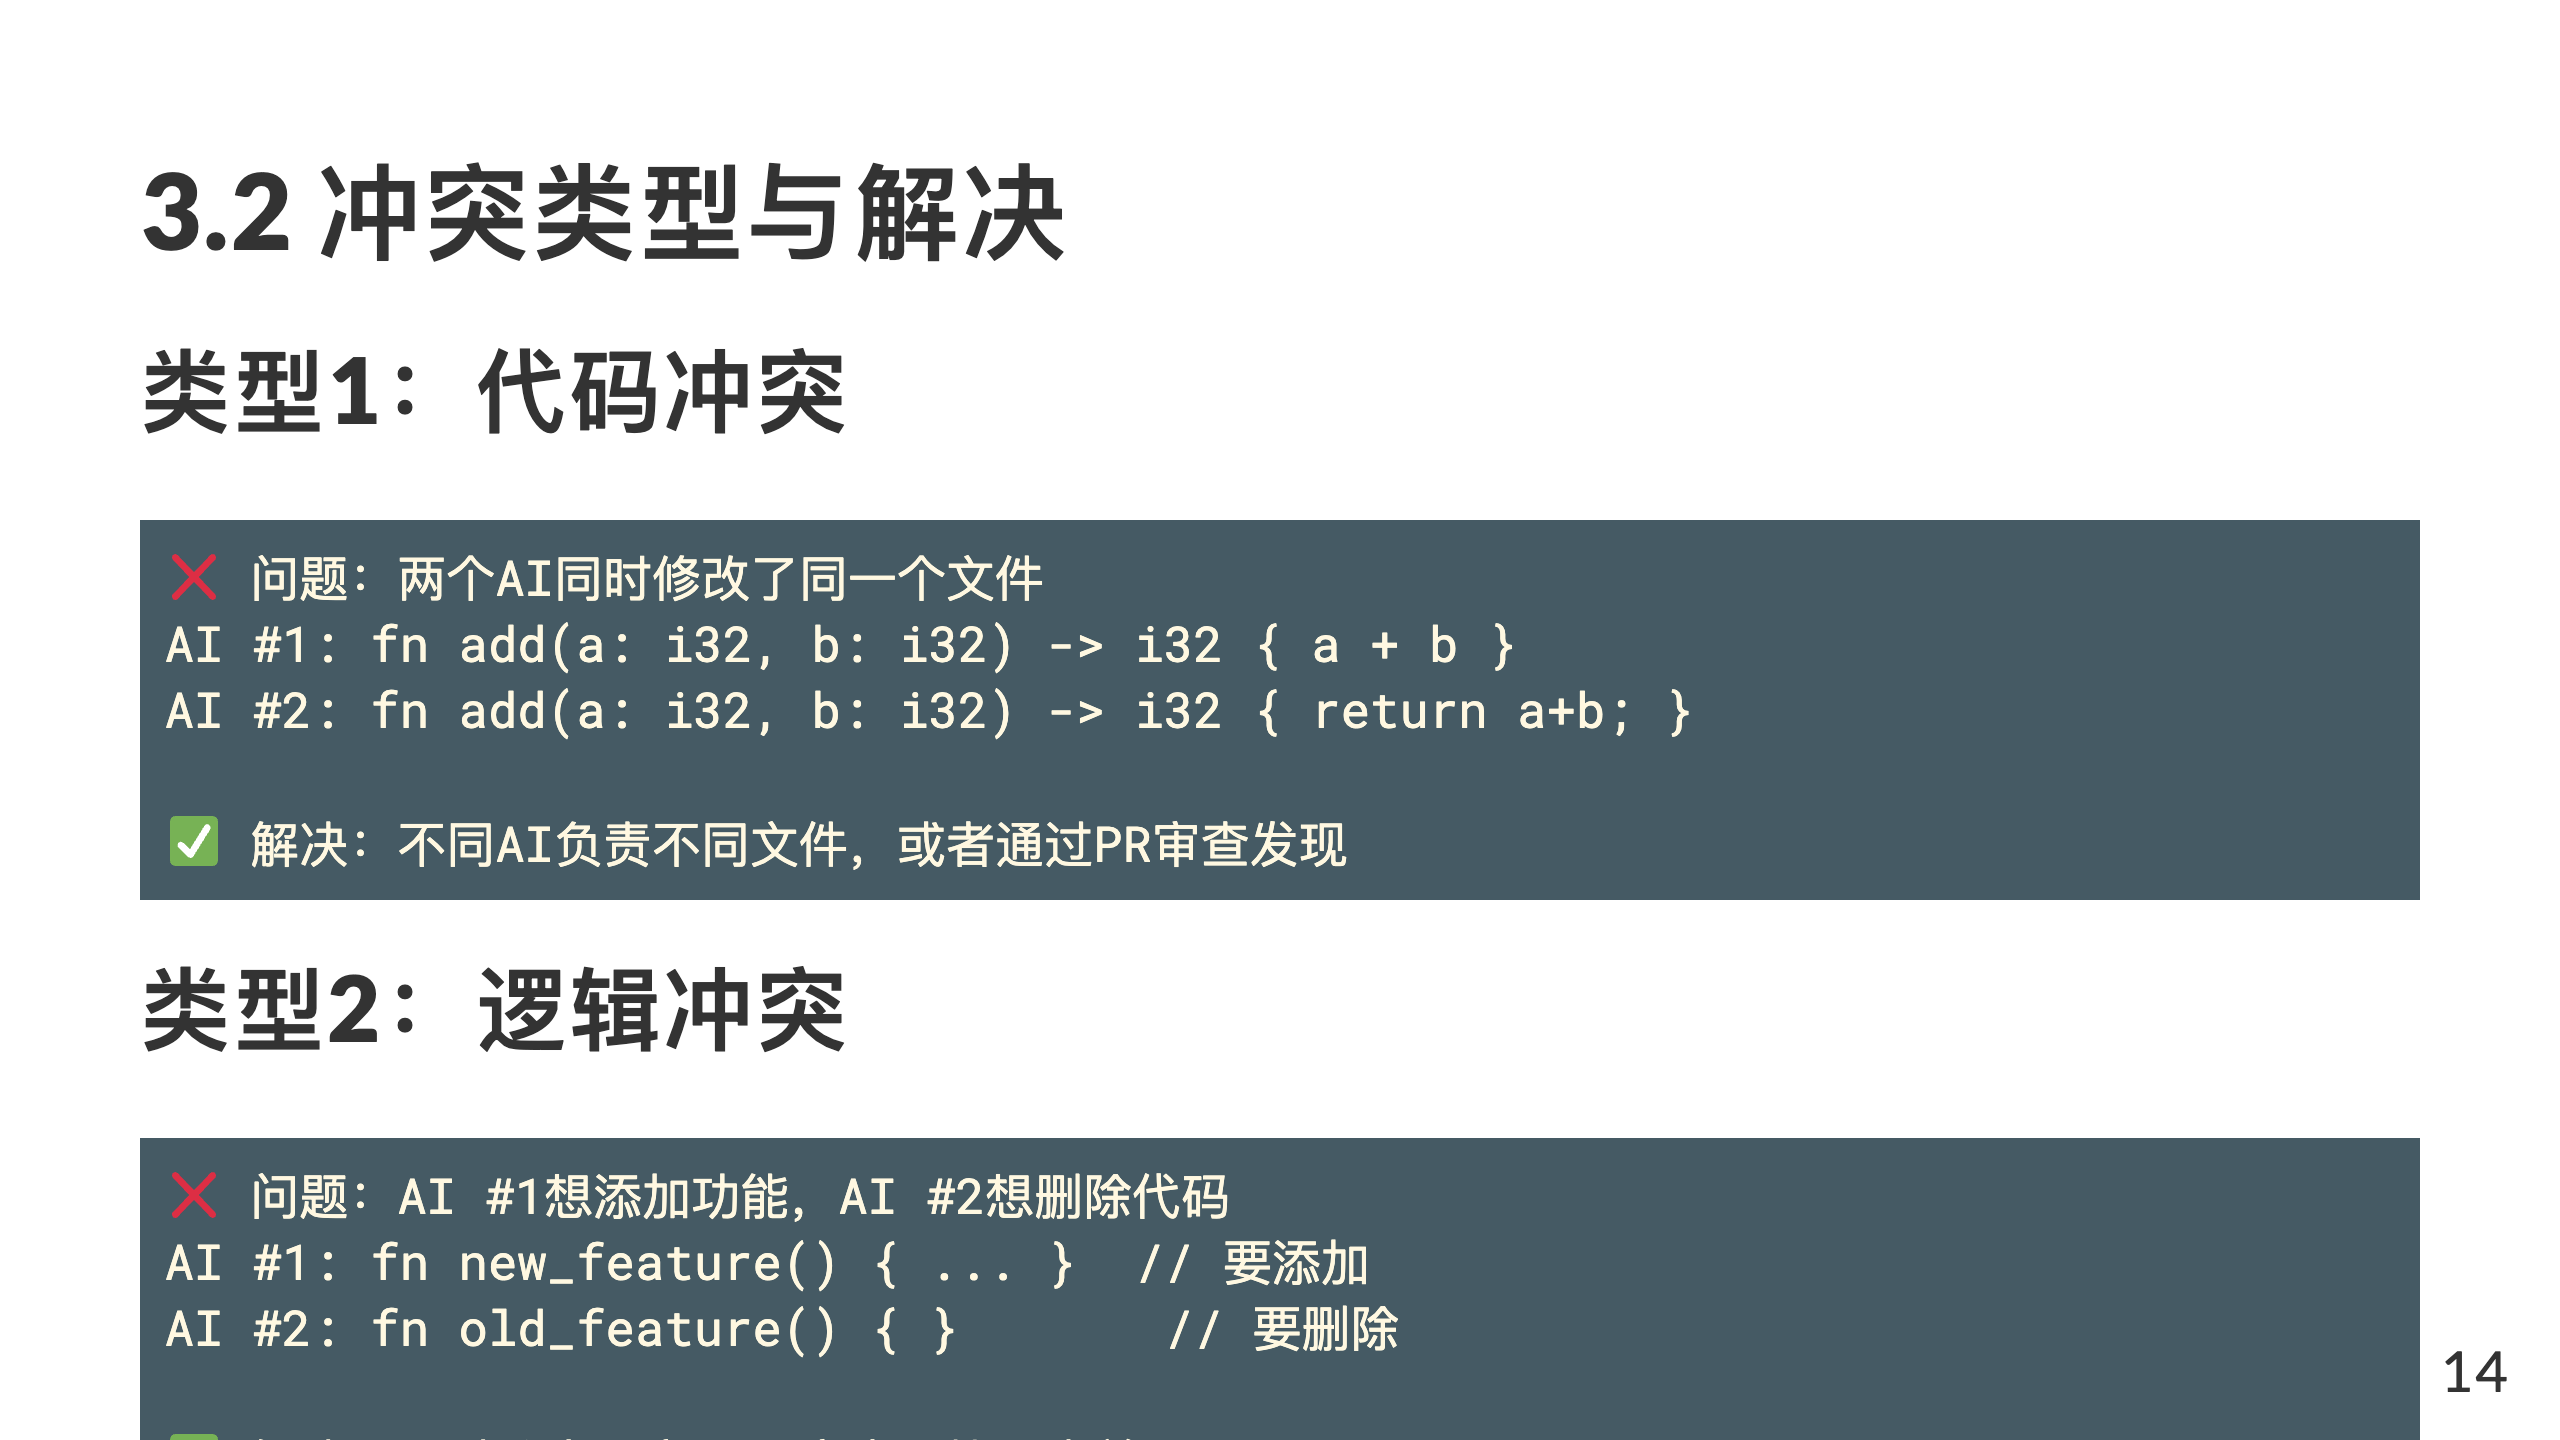 3.2 冲突类型与解决
类型1：代码冲突
❌ 问题：两个AI同时修改了同一个文件
AI #1: fn add(a: i32, b: i32) -> i32 { a + b }
AI #2: fn add(a: i32, b: i32) -> i32 { return a+b; }
✅ 解决：不同AI负责不同文件，或者通过PR审查发现
类型2：逻辑冲突
❌ 问题：AI #1想添加功能，AI #2想删除代码
AI #1: fn new_feature() { ... }  // 要添加
AI #2: fn old_feature() { }       // 要删除
14